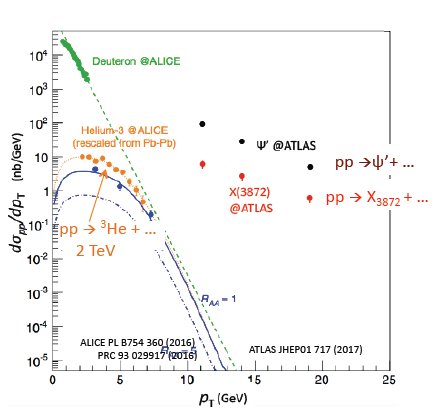 10⁴
10³
10²
10
1
10⁻¹
10⁻²
10⁻³
10⁻⁴
10⁻⁵
dσpp/dpT (nb/GeV)
Deuteron @ALICE
Helium-3 @ALICE
(rescaled from Pb-Pb)
pp → ³He + ...
2 TeV
Ψ' @ATLAS
pp →ψ'+ ...
X(3872)
@ATLAS
pp → X₃₈₇₂ + ...
R_AA = 1
ALICE PL B754 360 (2016)
PRC 93 029917 (2016)
ATLAS JHEP01 717 (2017)
0 5 10 15 20 25
pT (GeV)